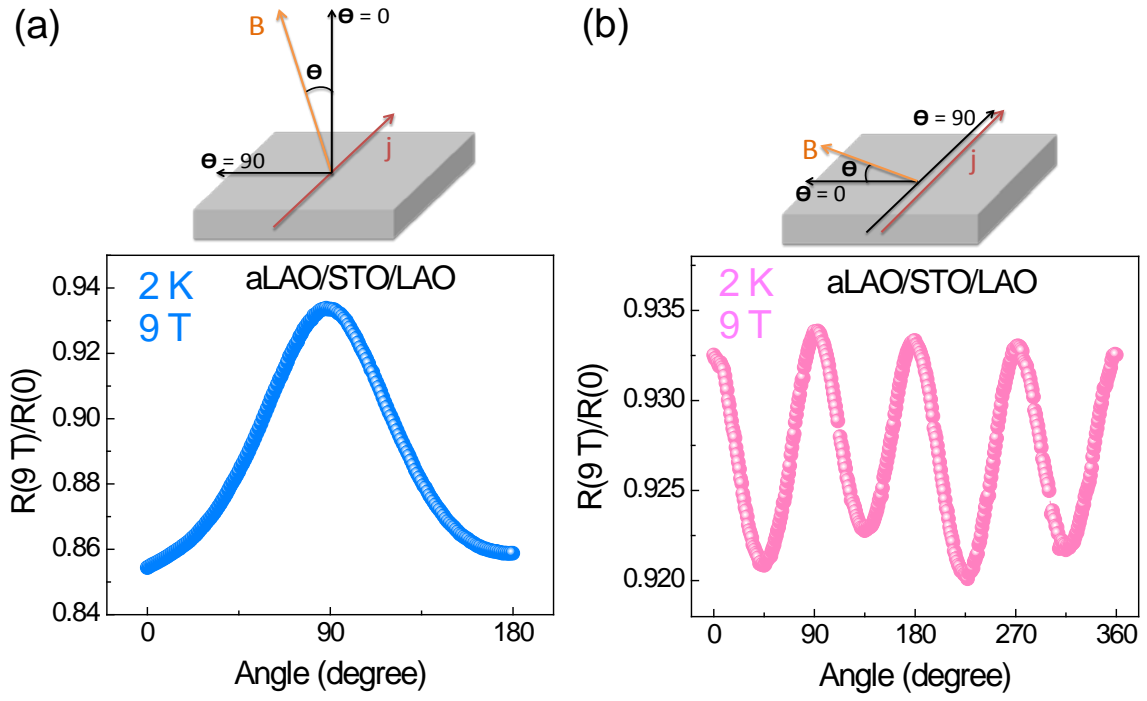 (a)
B
ϴ = 0
ϴ
ϴ = 90
j
aLAO/STO/LAO
2 K
9 T
0.94
0.92
0.90
0.88
0.86
0.84
R(9 T)/R(0)
0
90
180
Angle (degree)
(b)
ϴ = 90
B
ϴ
j
ϴ = 0
aLAO/STO/LAO
2 K
9 T
0.935
0.930
0.925
0.920
R(9 T)/R(0)
0
90
180
270
360
Angle (degree)